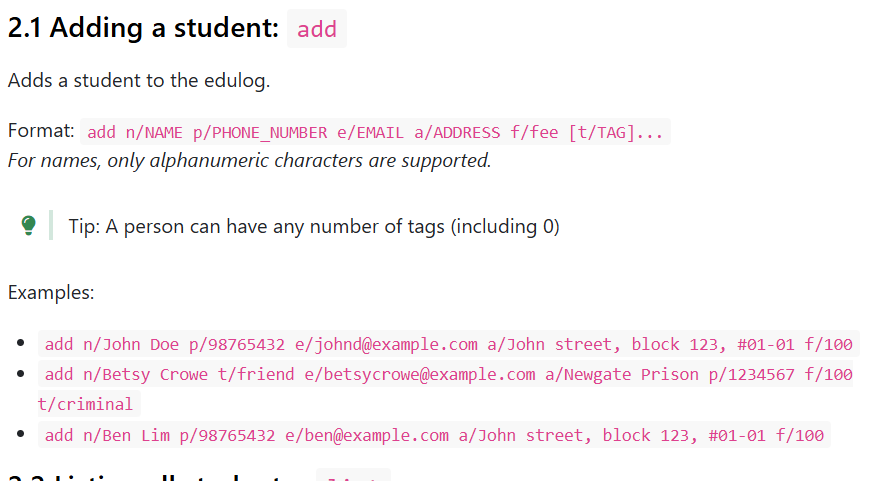 2.1 Adding a student: add
Adds a student to the edulog.
Format: add n/NAME p/PHONE_NUMBER e/EMAIL a/ADDRESS f/fee [t/TAG]...
For names, only alphanumeric characters are supported.
Tip: A person can have any number of tags (including 0)
Examples:
add n/John Doe p/98765432 e/johnd@example.com a/John street, block 123, #01-01 f/100
add n/Betsy Crowe t/friend e/betsycrowe@example.com a/Newgate Prison p/1234567 f/100
t/criminal
add n/Ben Lim p/98765432 e/ben@example.com a/John street, block 123, #01-01 f/100